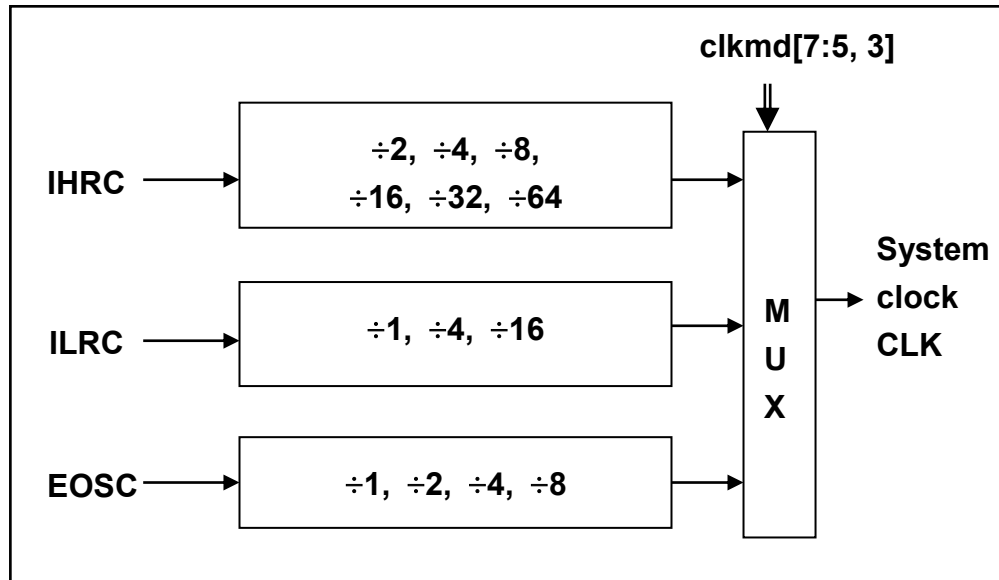 clkmd[7:5, 3]
IHRC
÷2, ÷4, ÷8,
÷16, ÷32, ÷64
ILRC
÷1, ÷4, ÷16
EOSC
÷1, ÷2, ÷4, ÷8
M
U
X
System
clock
CLK